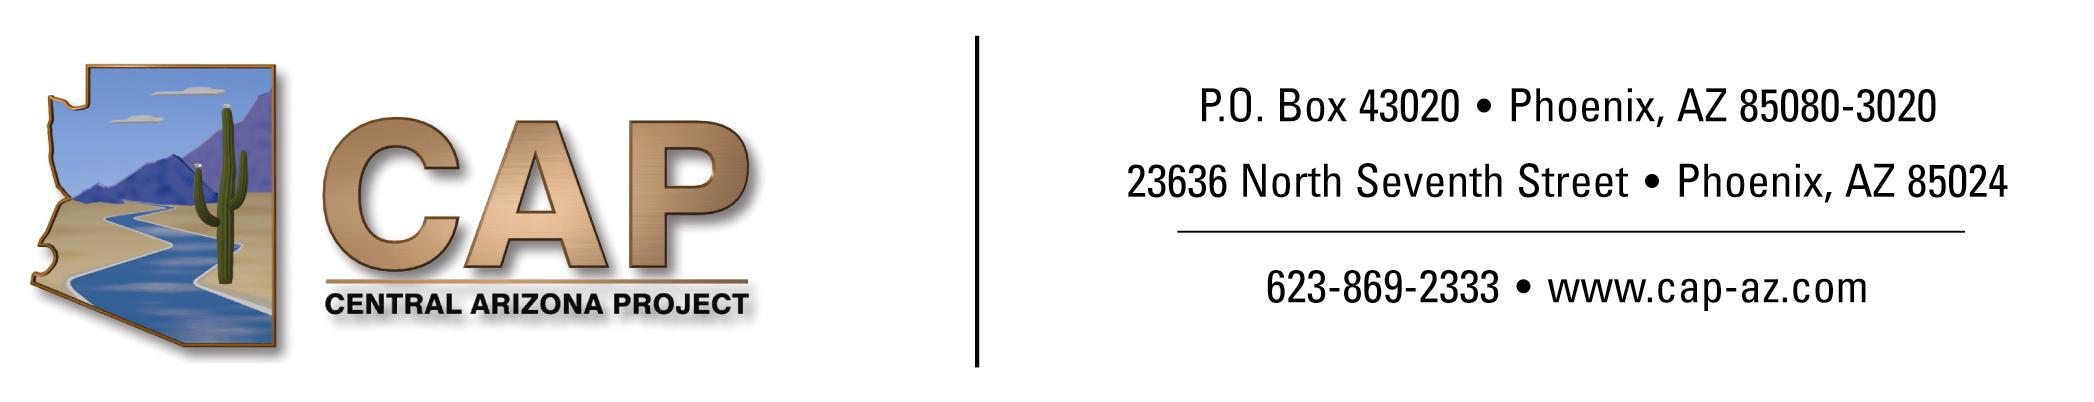 CAP
CENTRAL ARIZONA PROJECT
P.O. Box 43020 • Phoenix, AZ 85080-3020
23636 North Seventh Street • Phoenix, AZ 85024
623-869-2333 • www.cap-az.com